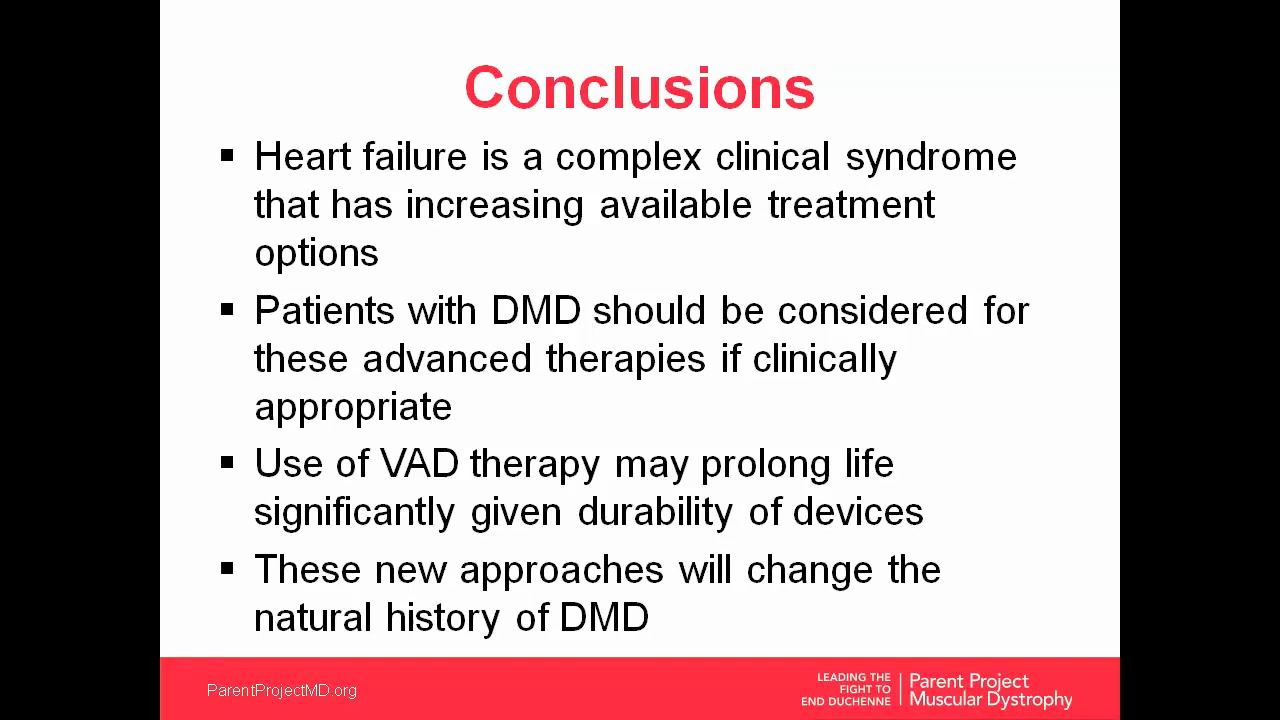 Conclusions
▪ Heart failure is a complex clinical syndrome
that has increasing available treatment
options
▪ Patients with DMD should be considered for
these advanced therapies if clinically
appropriate
▪ Use of VAD therapy may prolong life
significantly given durability of devices
▪ These new approaches will change the
natural history of DMD
ParentProjectMD.org
LEADING THE
FIGHT TO
END DUCHENNE
Parent Project
Muscular Dystrophy